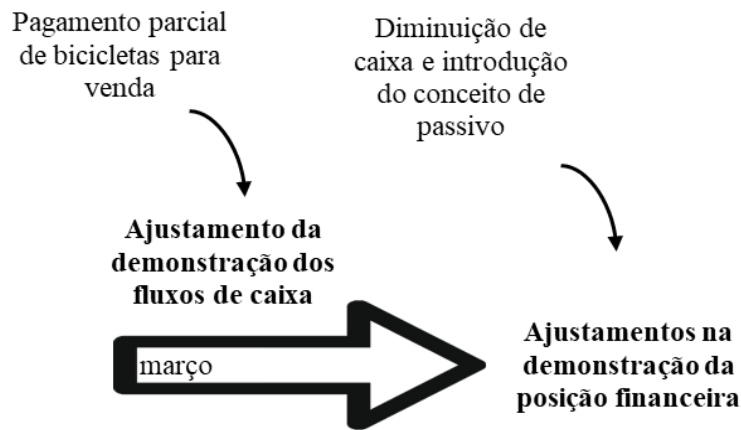 Pagamento parcial
de bicicletas para
venda
Diminuição de
caixa e introdução
do conceito de
passivo
Ajustamento da
demonstração dos
fluxos de caixa
março
Ajustamentos na
demonstração da
posição financeira